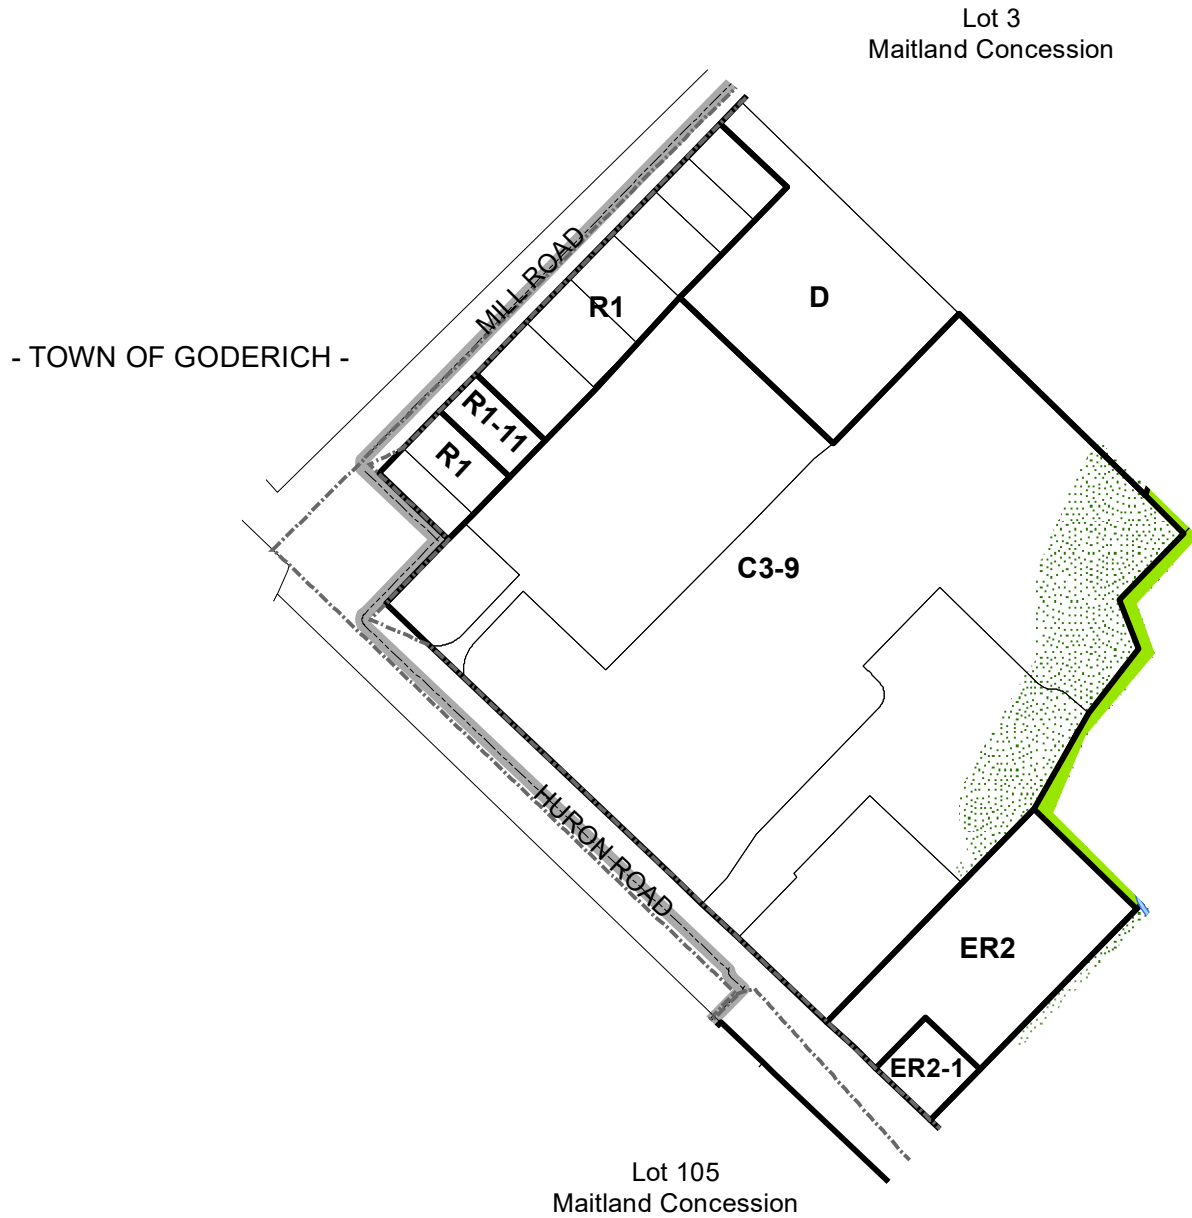 Lot 3
Maitland Concession
MILL ROAD
D
R1
- TOWN OF GODERICH -
R1-11
R1
C3-9
HURON ROAD
ER2
ER2-1
Lot 105
Maitland Concession